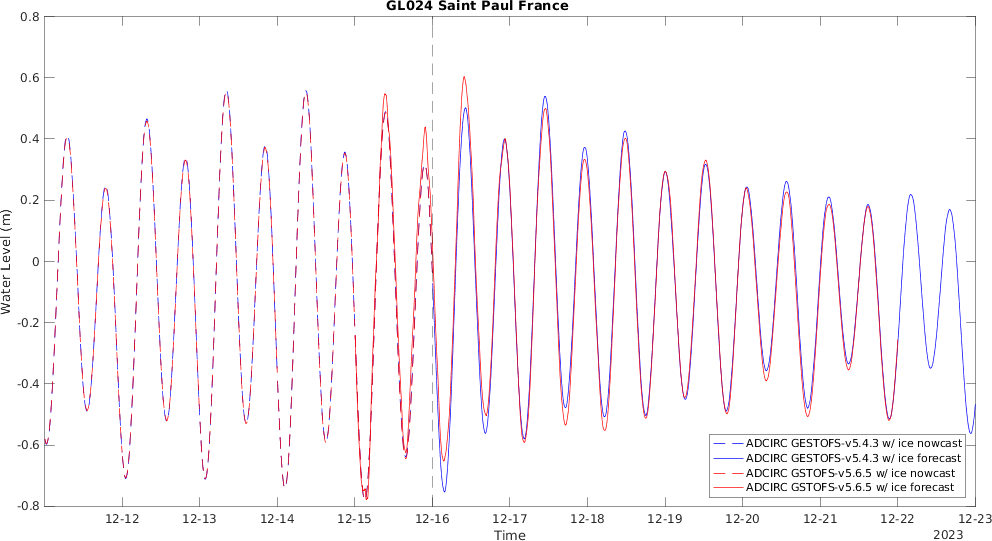 GL024 Saint Paul France
0.8
0.6
0.4
0.2
0
-0.2
-0.4
-0.6
-0.8
Water Level (m)
ADCIRC GESTOFS-v5.4.3 w/ ice nowcast
ADCIRC GESTOFS-v5.4.3 w/ ice forecast
ADCIRC GSTOFS-v5.6.5 w/ ice nowcast
ADCIRC GSTOFS-v5.6.5 w/ ice forecast
12-12 12-13 12-14 12-15 12-16 12-17 12-18 12-19 12-20 12-21 12-22 12-23
Time
2023